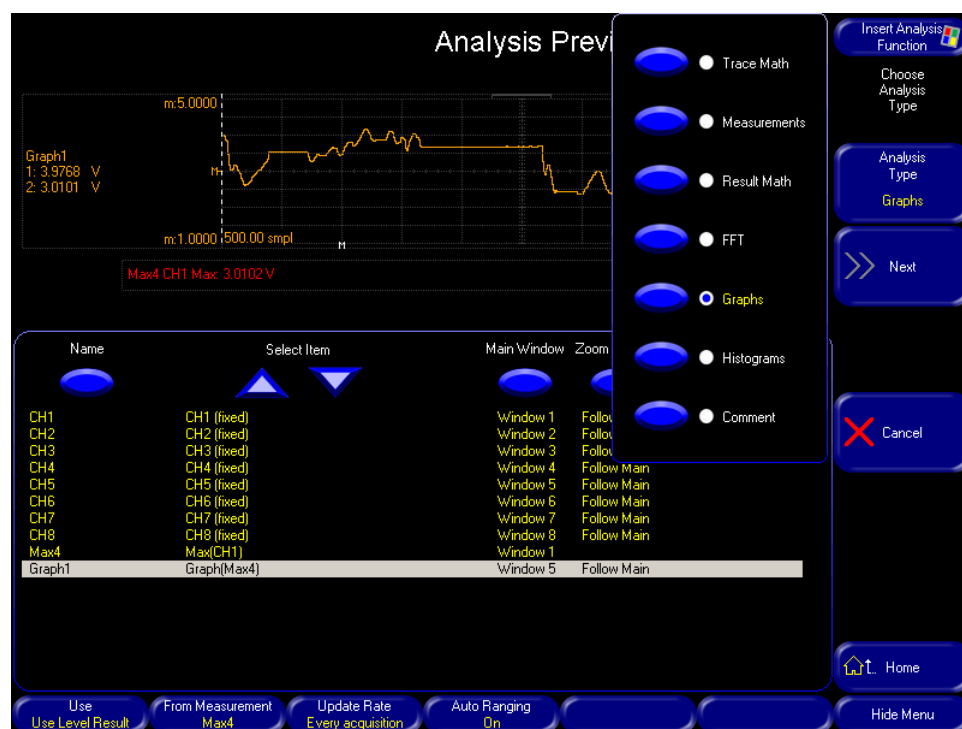 Analysis Previ
m:5.0000
Graph1
1: 3.9768 V
2: 3.0101 V
M
m:1.0000 500.00 smpl
M
Max4 CH1 Max: 3.0102 V
Trace Math
Measurements
Result Math
FFT
Graphs
Histograms
Comment
Insert Analysis
Function
Choose
Analysis
Type
Analysis
Type
Graphs
Next
Cancel
Home
Hide Menu
Name Select Item Main Window Zoom
CH1 CH1 (fixed) Window 1 Follow
CH2 CH2 (fixed) Window 2 Follow
CH3 CH3 (fixed) Window 3 Follow
CH4 CH4 (fixed) Window 4 Follow Main
CH5 CH5 (fixed) Window 5 Follow Main
CH6 CH6 (fixed) Window 6 Follow Main
CH7 CH7 (fixed) Window 7 Follow Main
CH8 CH8 (fixed) Window 8 Follow Main
Max4 Max(CH1) Window 1
Graph1 Graph(Max4) Window 5 Follow Main
Use
Use Level Result
From Measurement
Max4
Update Rate
Every acquisition
Auto Ranging
On